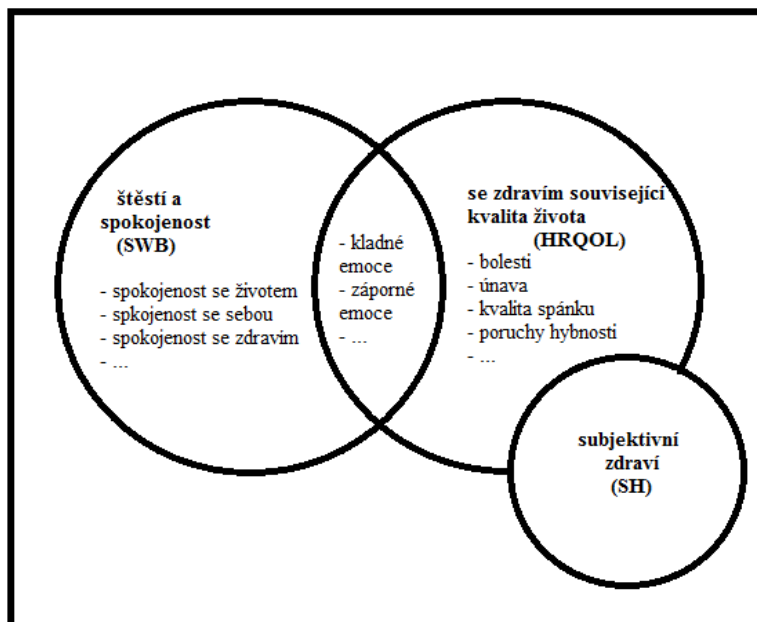 štěstí a
spokojenost
(SWB)
- spokojenost se životem
- spkojenost se sebou
- spokojenost se zdravím
- ...
- kladné
emoce
- záporné
emoce
- ...
se zdravím související
kvalita života
(HRQOL)
- bolesti
- únava
- kvalita spánku
- poruchy hybnosti
- ...
subjektivní
zdraví
(SH)